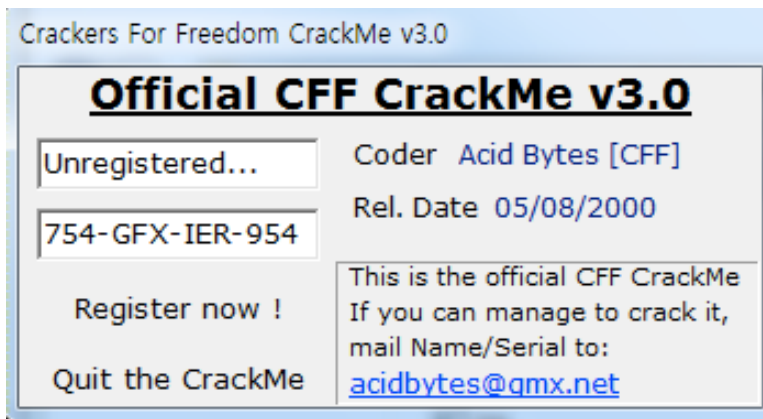 Crackers For Freedom CrackMe v3.0
Official CFF CrackMe v3.0
Unregistered...
754-GFX-IER-954
Register now !
Quit the CrackMe
Coder Acid Bytes [CFF]
Rel. Date 05/08/2000
This is the official CFF CrackMe
If you can manage to crack it,
mail Name/Serial to:
acidbytes@gmx.net